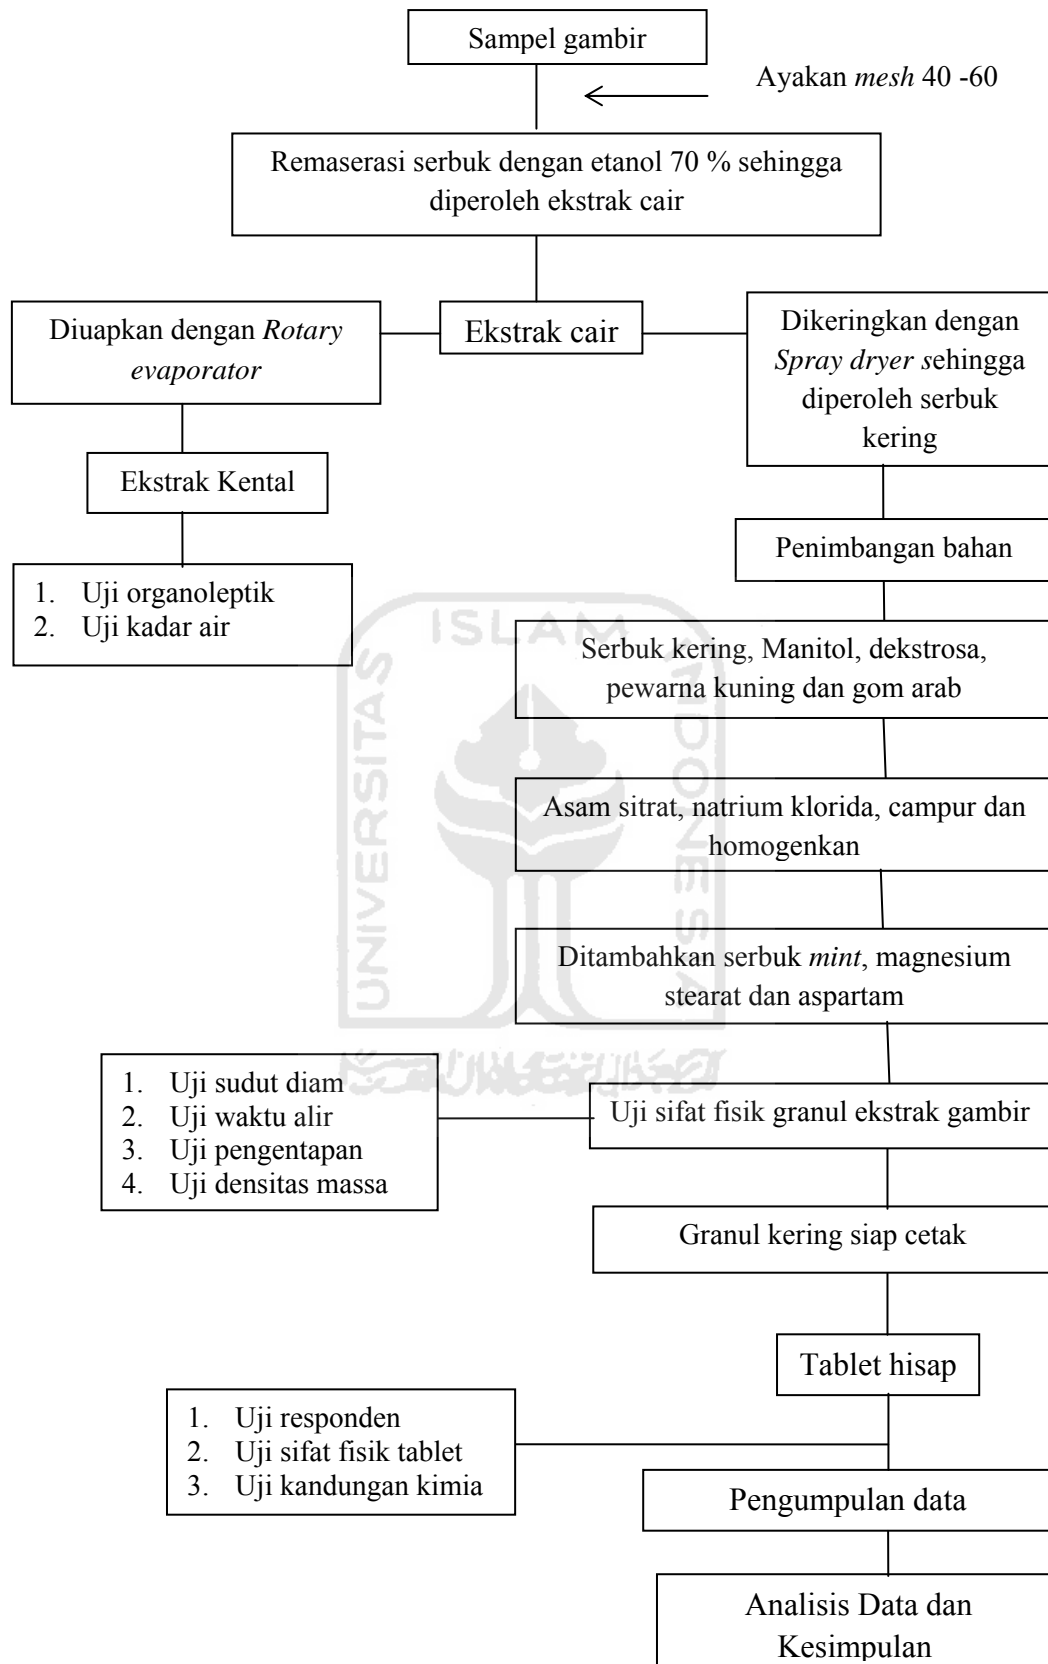 Sampel gambir
Ayakan mesh 40 -60
Remaserasi serbuk dengan etanol 70 % sehingga
diperoleh ekstrak cair
Diuapkan dengan Rotary
evaporator
Ekstrak cair
Dikeringkan dengan
Spray dryer sehingga
diperoleh serbuk
kering
Ekstrak Kental
Penimbangan bahan
1. Uji organoleptik
2. Uji kadar air
ISLAM
UNIVERSITAS
INDONESIA
Serbuk kering, Manitol, dekstrosa,
pewarna kuning dan gom arab
Asam sitrat, natrium klorida, campur dan
homogenkan
Ditambahkan serbuk mint, magnesium
stearat dan aspartam
1. Uji sudut diam
2. Uji waktu alir
3. Uji pengentapan
4. Uji densitas massa
Uji sifat fisik granul ekstrak gambir
Granul kering siap cetak
Tablet hisap
1. Uji responden
2. Uji sifat fisik tablet
3. Uji kandungan kimia
Pengumpulan data
Analisis Data dan
Kesimpulan